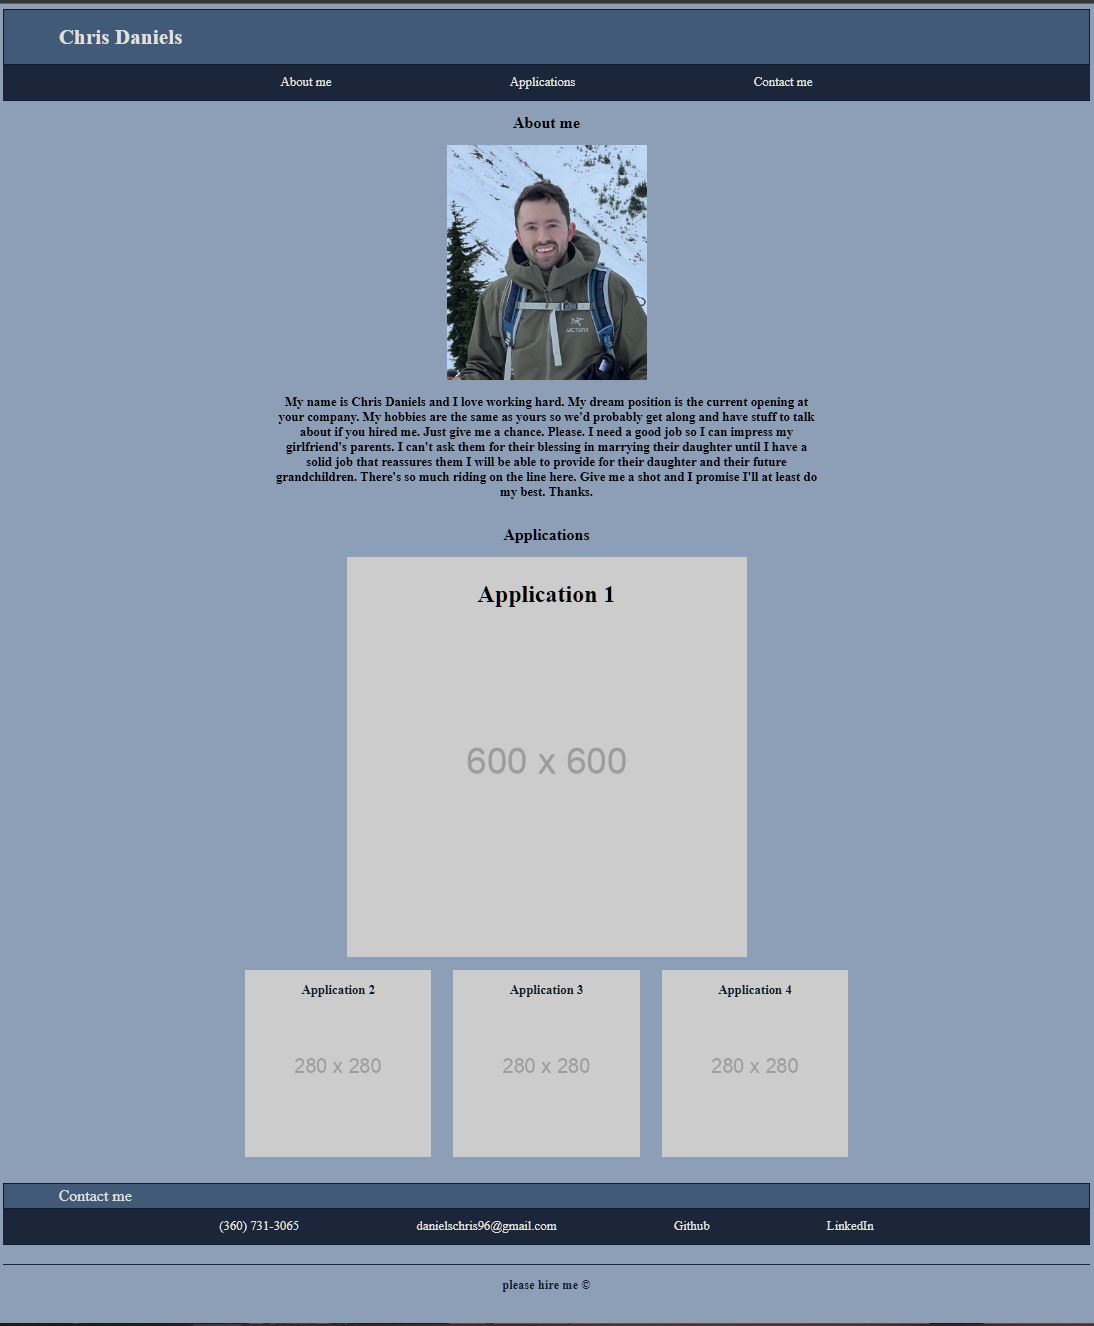 Chris Daniels
About me
Applications
Contact me
About me
ARC'TERYX
My name is Chris Daniels and I love working hard. My dream position is the current opening at
your company. My hobbies are the same as yours so we'd probably get along and have stuff to talk
about if you hired me. Just give me a chance. Please. I need a good job so I can impress my
girlfriend's parents. I can't ask them for their blessing in marrying their daughter until I have a
solid job that reassures them I will be able to provide for their daughter and their future
grandchildren. There's so much riding on the line here. Give me a shot and I promise I'll at least do
my best. Thanks.
Applications
Application 1
600 x 600
Application 2
Application 3
Application 4
280 x 280
280 x 280
280 x 280
Contact me
(360) 731-3065
danielschris96@gmail.com
Github
LinkedIn
please hire me ©